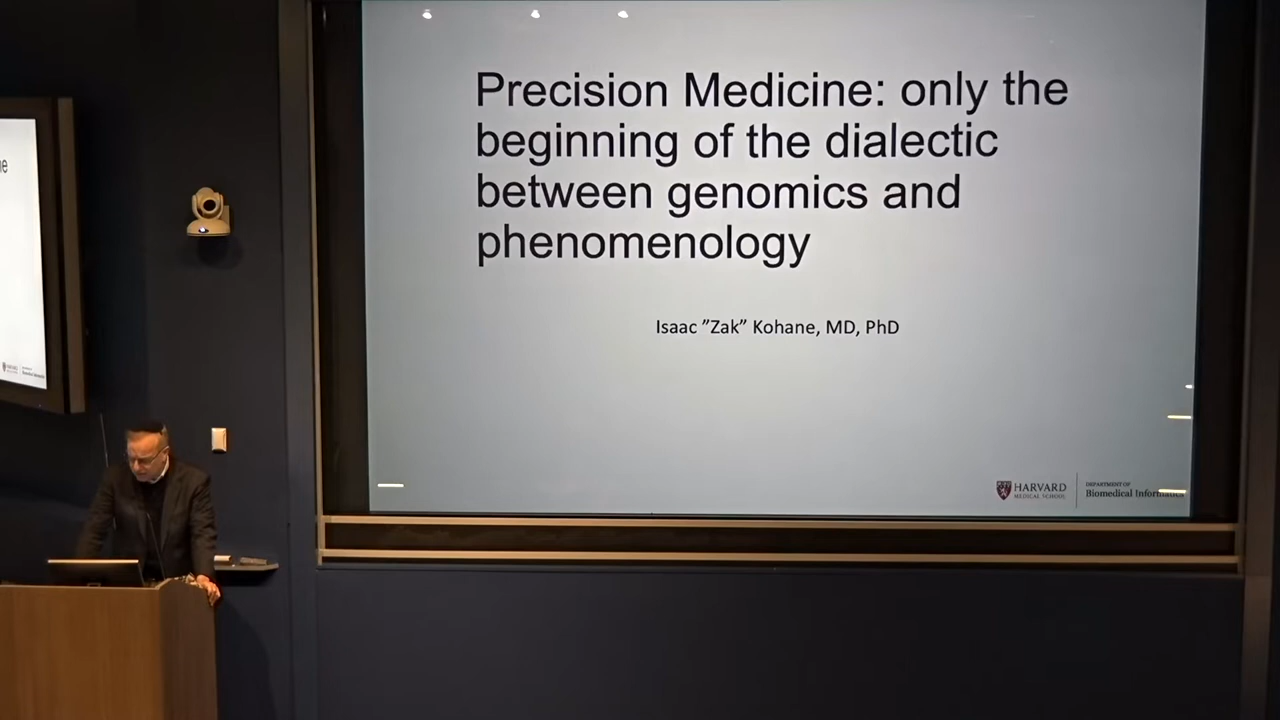 Precision Medicine: only the
beginning of the dialectic
between genomics and
phenomenology
Isaac ”Zak” Kohane, MD, PhD
HARVARD
MEDICAL SCHOOL
DEPARTMENT OF
Biomedical Informatics